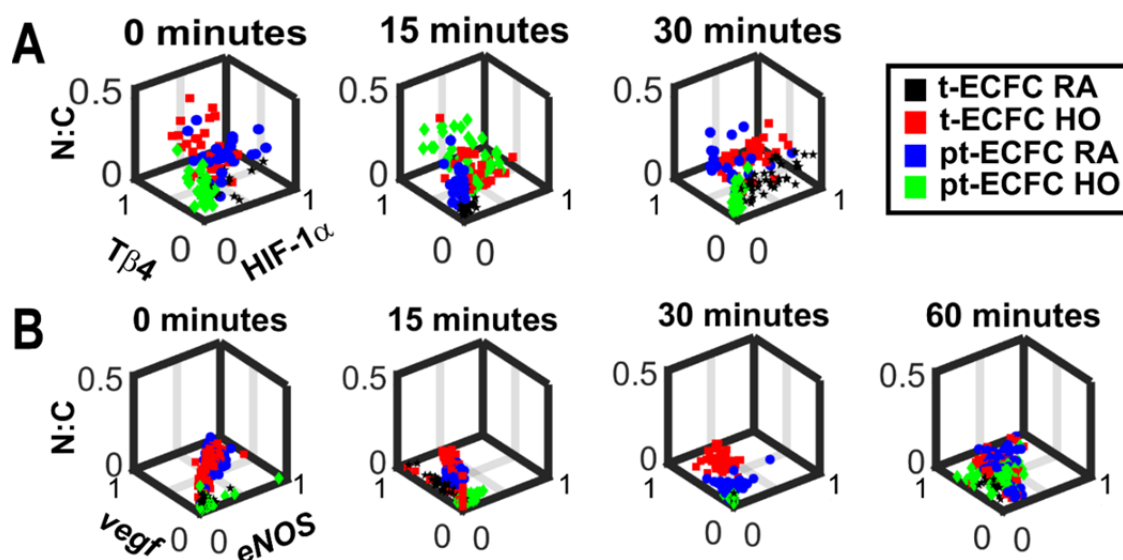 A
0 minutes
15 minutes
30 minutes
N:C
0.5
0
1
Tβ4
0
0
HIF-1α
1
0.5
0
1
0
0
1
0.5
0
1
0
0
1
t-ECFC RA
t-ECFC HO
pt-ECFC RA
pt-ECFC HO
B
0 minutes
15 minutes
30 minutes
60 minutes
N:C
0.5
0
1
vegf
0
0
eNOS
1
0.5
0
1
0
0
1
0.5
0
1
0
0
1
0.5
0
1
0
0
1